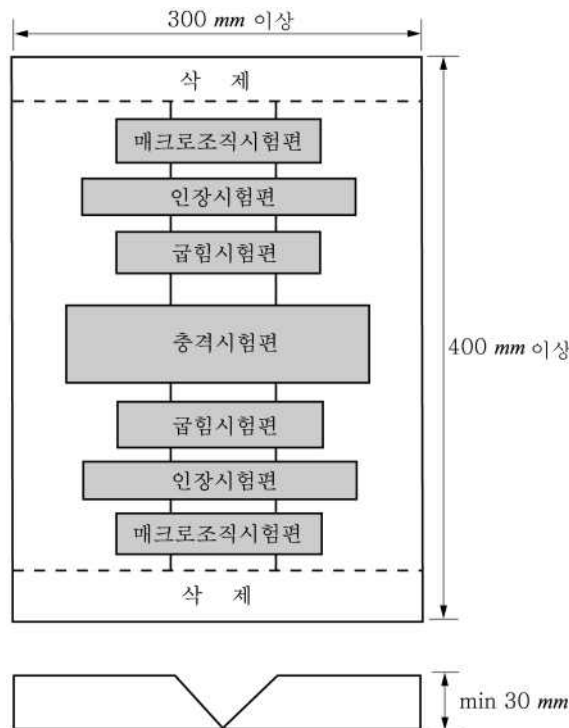 300 mm 이상
삭 제
매크로조직시험편
인장시험편
굽힘시험편
충격시험편
400 mm 이상
굽힘시험편
인장시험편
매크로조직시험편
삭 제
min 30 mm